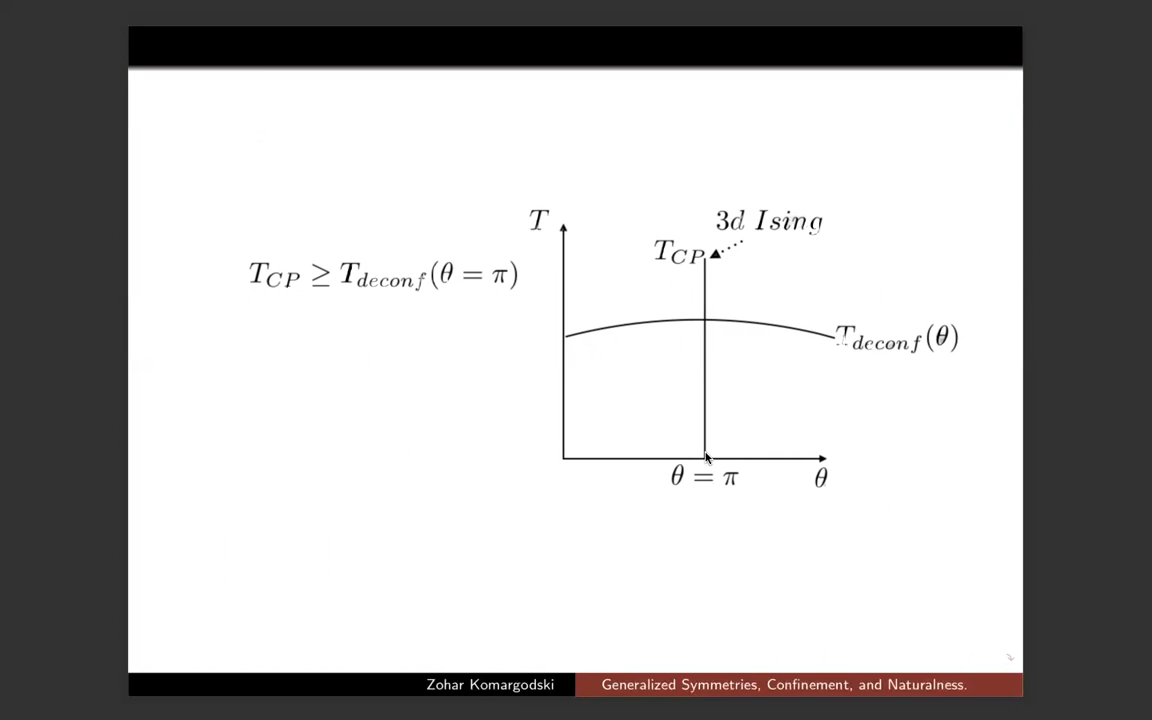 T
3d Ising
T_{CP}
T_{CP} ≥ T_{deconf}(θ = π)
T_{deconf}(θ)
θ = π
θ
Zohar Komargodski
Generalized Symmetries, Confinement, and Naturalness.